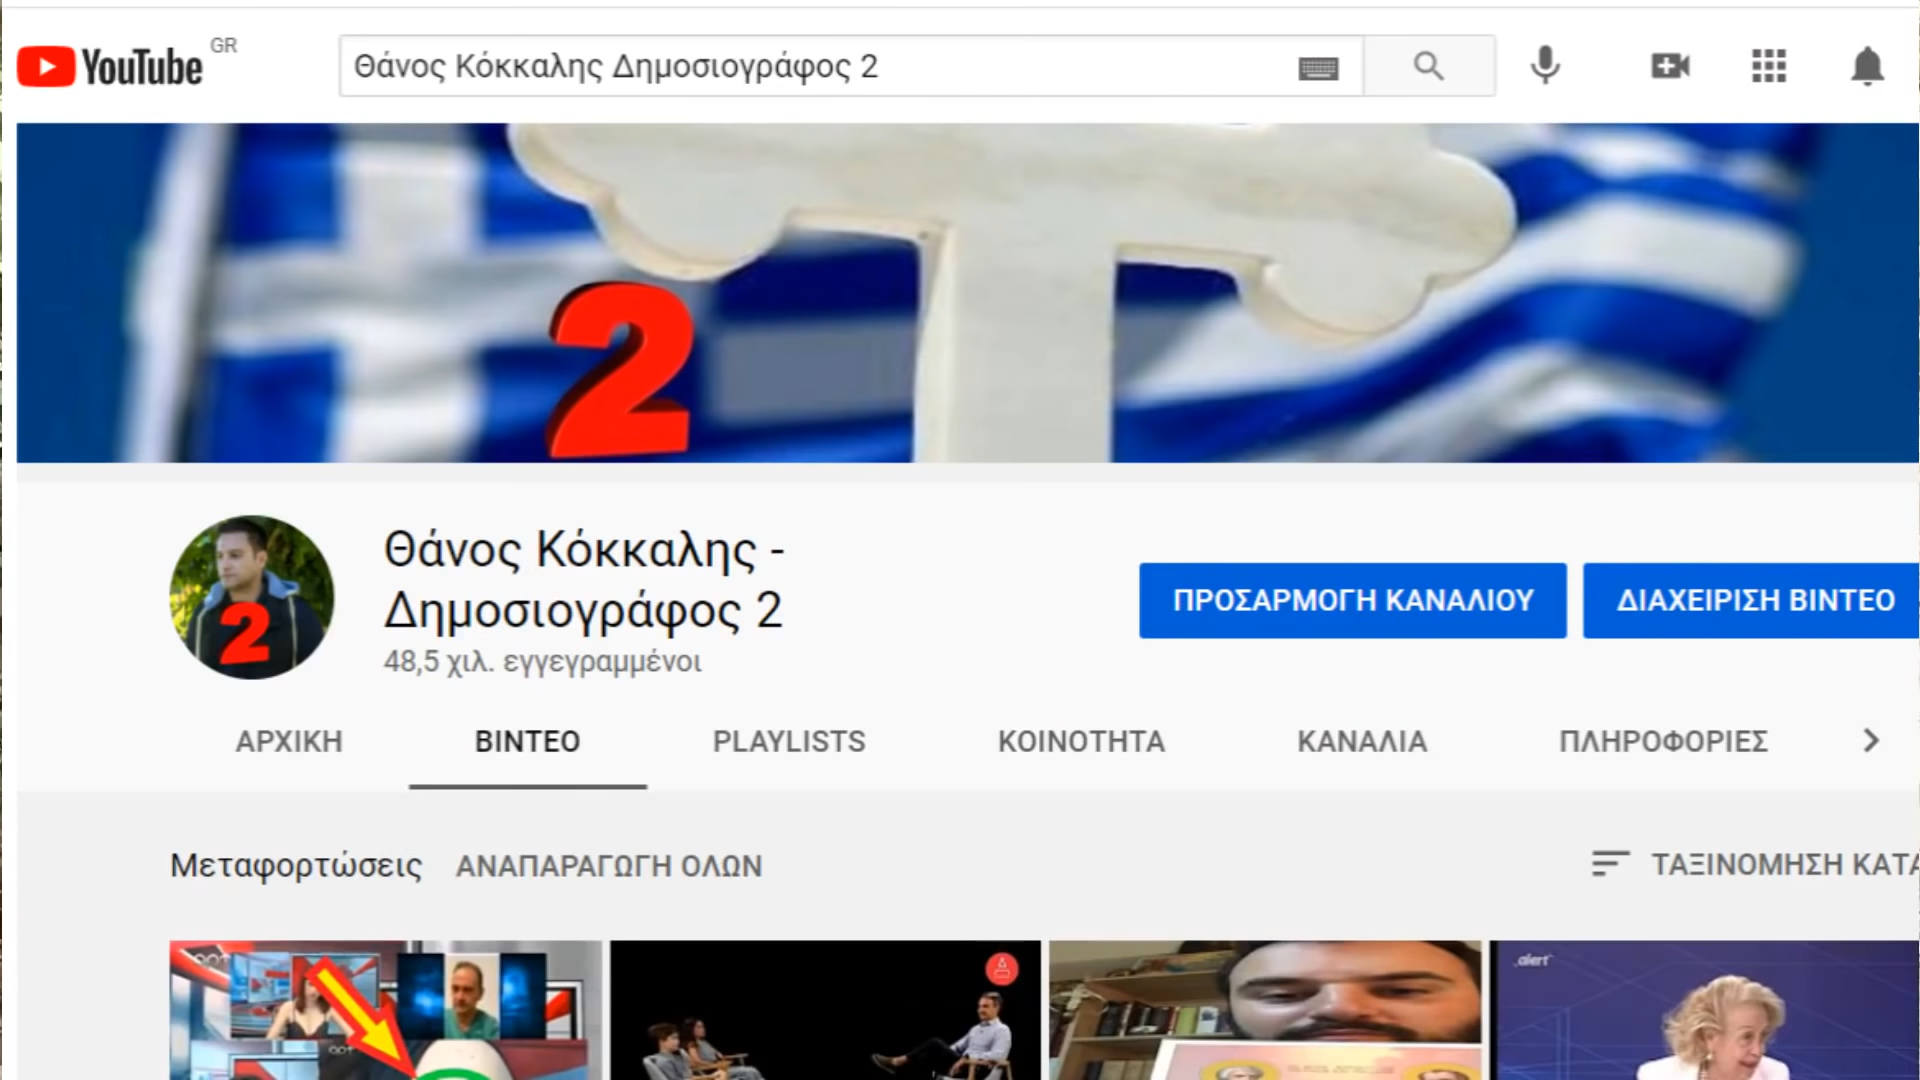 YouTube GR
Θάνος Κόκκαλης Δημοσιογράφος 2
2
2
Θάνος Κόκκαλης -
Δημοσιογράφος 2
48,5 χιλ. εγγεγραμμένοι
ΠΡΟΣΑΡΜΟΓΗ ΚΑΝΑΛΙΟΥ
ΔΙΑΧΕΙΡΙΣΗ ΒΙΝΤΕΟ
ΑΡΧΙΚΗ ΒΙΝΤΕΟ PLAYLISTS ΚΟΙΝΟΤΗΤΑ ΚΑΝΑΛΙΑ ΠΛΗΡΟΦΟΡΙΕΣ
Μεταφορτώσεις ΑΝΑΠΑΡΑΓΩΓΗ ΟΛΩΝ ΤΑΞΙΝΟΜΗΣΗ ΚΑΤΑ
alert